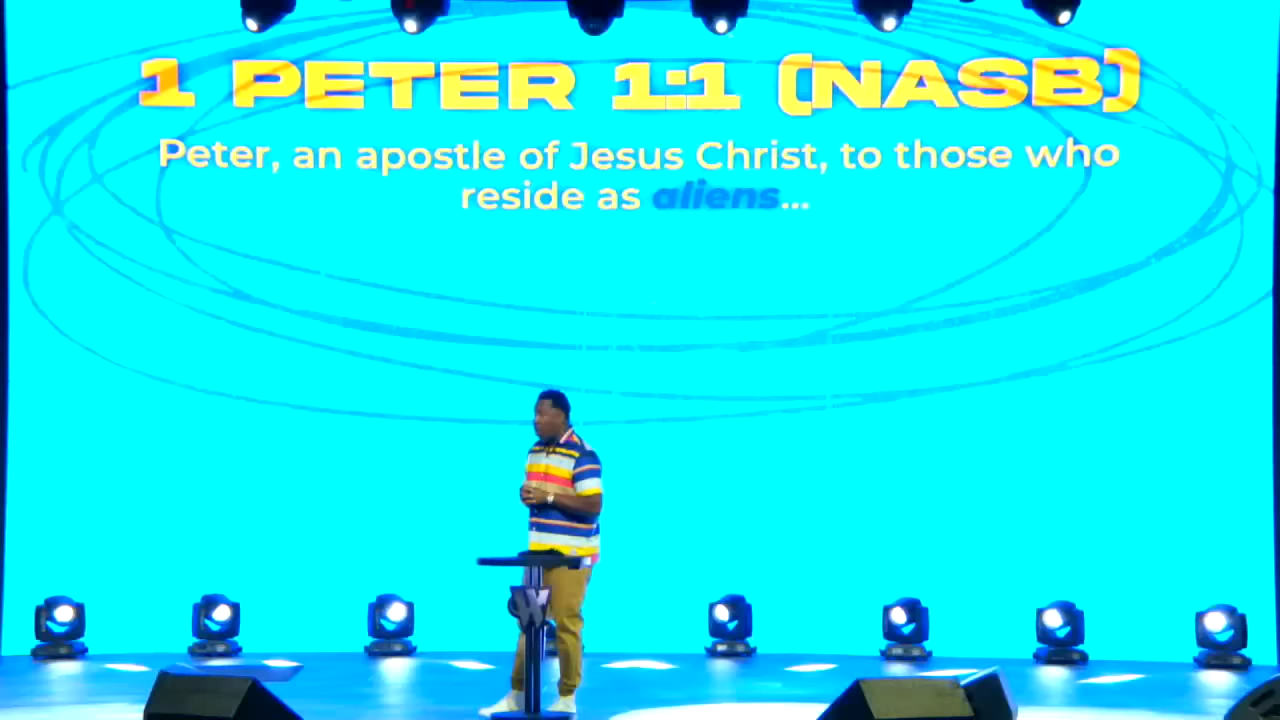 1 PETER 1:1 (NASB)
Peter, an apostle of Jesus Christ, to those who
reside as aliens...
W